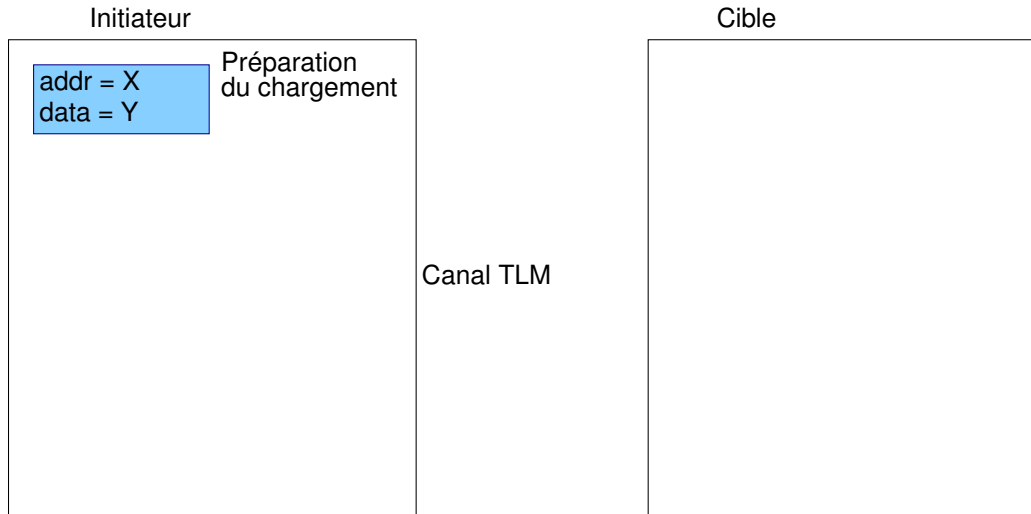 Initiateur
Cible
Préparation
du chargement
addr = X
data = Y
Canal TLM